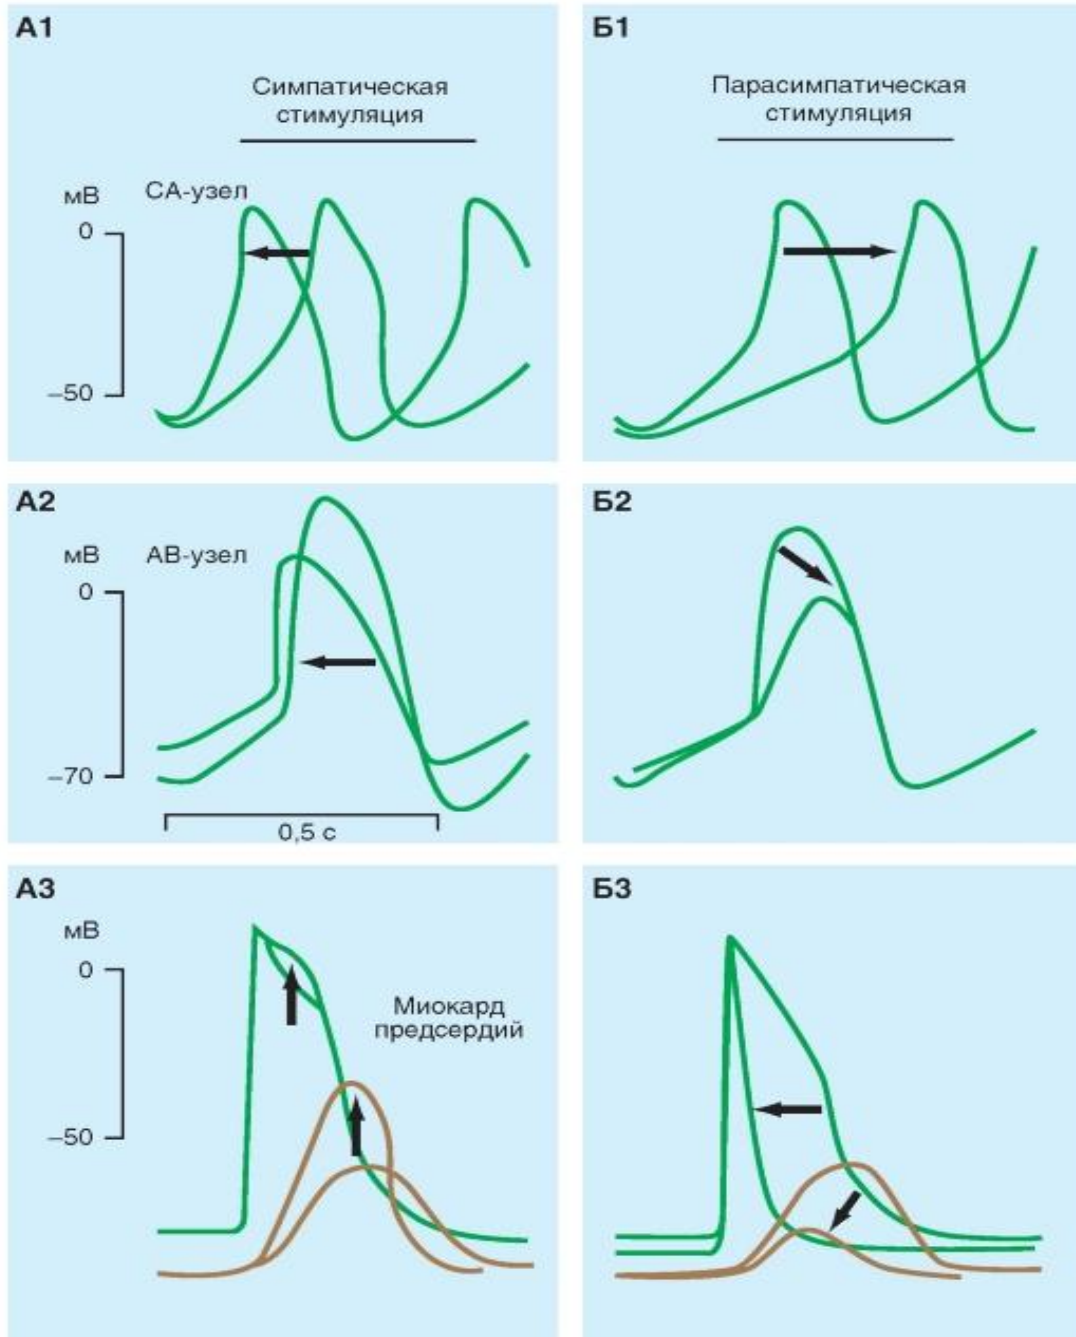 А1
Симпатическая
стимуляция
мВ
СА-узел
0
–50
Б1
Парасимпатическая
стимуляция
А2
мВ
АВ-узел
0
–70
0,5 с
Б2
А3
мВ
0
Миокард
предсердий
–50
Б3